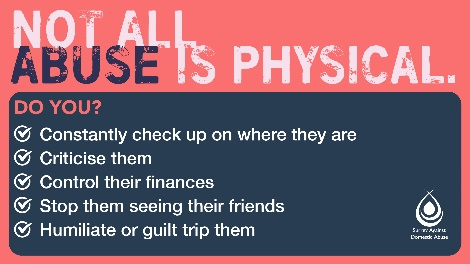 NOT ALL
ABUSE IS PHYSICAL.
DO YOU?
Constantly check up on where they are
Criticise them
Control their finances
Stop them seeing their friends
Humiliate or guilt trip them
Surrey Against
Domestic Abuse